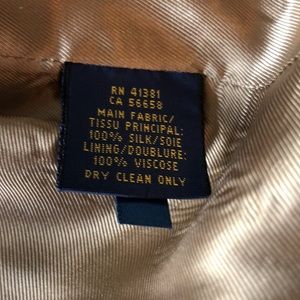 RN 41381
CA 56658
MAIN FABRIC/
TISSU PRINCIPAL:
100% SILK/SOIE
LINING/DOUBLURE:
100% VISCOSE
DRY CLEAN ONLY